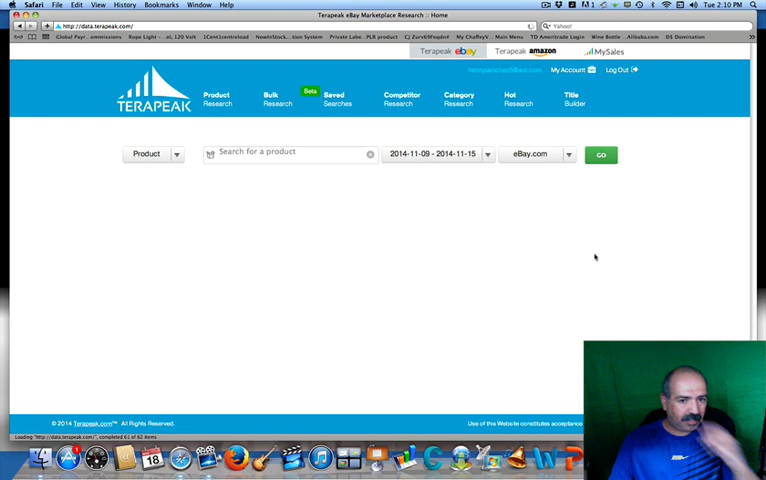 Safari File Edit View History Bookmarks Window Help
Tue 2:10 PM
Terapeak eBay Marketplace Research :: Home
http://data.terapeak.com/
Yahoo!
Rope Light - ...ol, 120 Volt 1Cent1centreload NowInStock....tion System Private Labe... PLR product My ChaffeyV... Main Menu TD Ameritrade Login Wine Bottle ... Alibaba.com DS Domination
Terapeak ebay Terapeak amazon MySales
My Account Log Out
TERAPEAK
Product Research
Bulk Research
Beta
Saved Searches
Competitor Research
Category Research
Hot Research
Title Builder
Product Search for a product 2014-11-09 - 2014-11-15 eBay.com GO
© 2014 Terapeak.com™ All Rights Reserved. Use of the Website constitutes acceptance
Loading "http://data.terapeak.com/", completed 61 of 62 items
18